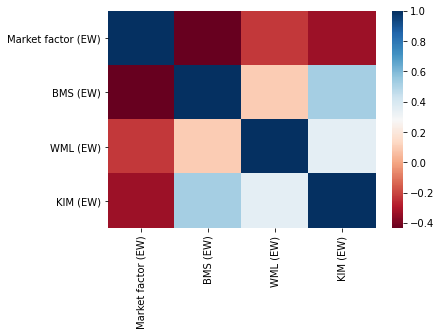 Market factor (EW)
BMS (EW)
WML (EW)
KIM (EW)
Market factor (EW)
BMS (EW)
WML (EW)
KIM (EW)
1.0
0.8
0.6
0.4
0.2
0.0
−0.2
−0.4